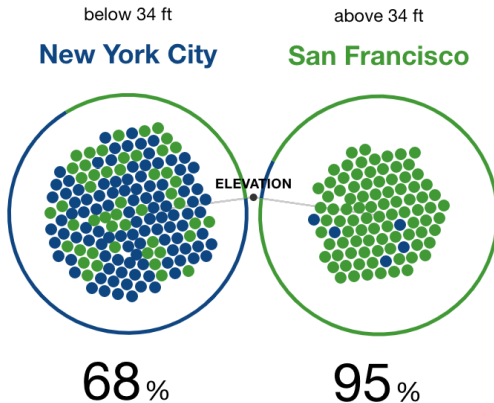 below 34 ft
above 34 ft
New York City
San Francisco
ELEVATION
68 %
95 %